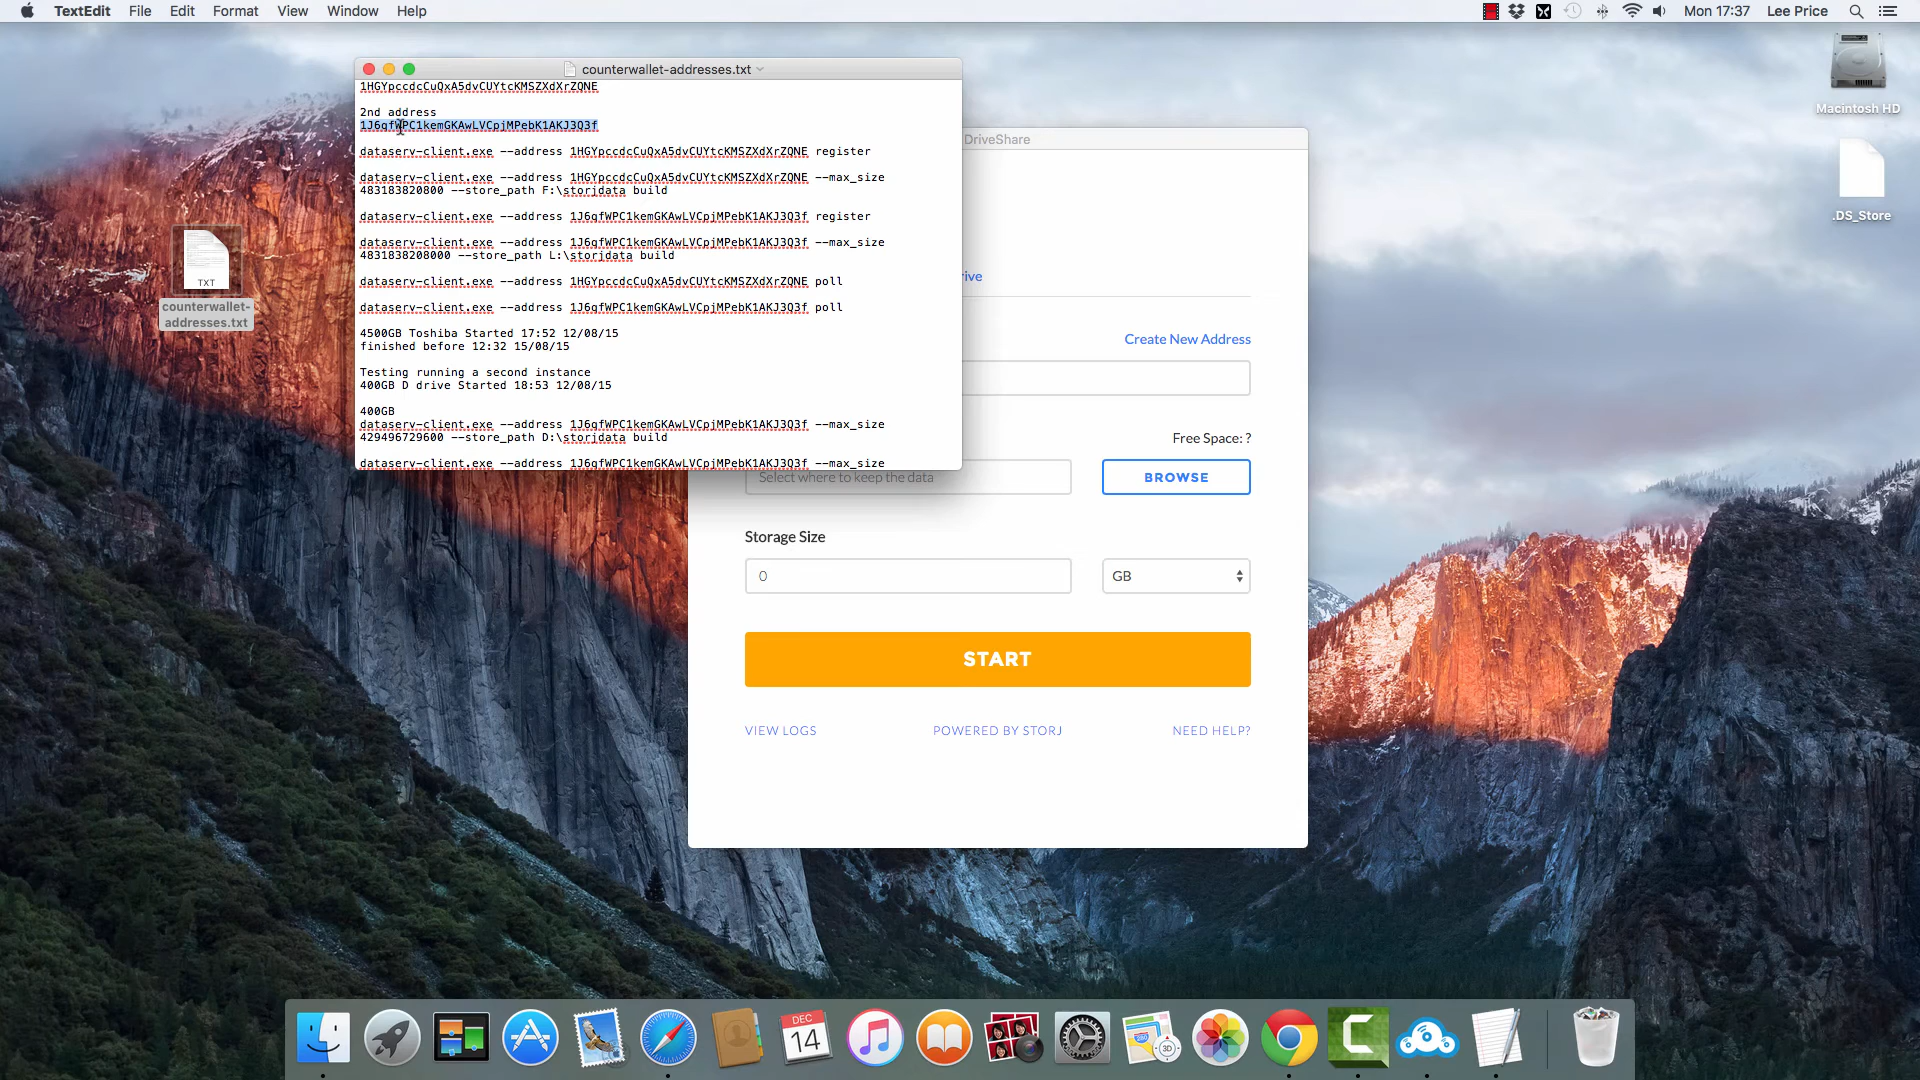 TextEdit File Edit Format View Window Help Mon 17:37 Lee Price
counterwallet-addresses.txt
1HGYpccdcCuQxA5dvCUYtcKMSZXdXrZQNE
2nd address
1J6qfWPC1kemGKAwLVCpjMPebK1AKJ3Q3f
dataserv-client.exe --address 1HGYpccdcCuQxA5dvCUYtcKMSZXdXrZQNE register
dataserv-client.exe --address 1HGYpccdcCuQxA5dvCUYtcKMSZXdXrZQNE --max_size
483183820800 --store_path F:\storjdata build
dataserv-client.exe --address 1J6qfWPC1kemGKAwLVCpjMPebK1AKJ3Q3f register
dataserv-client.exe --address 1J6qfWPC1kemGKAwLVCpjMPebK1AKJ3Q3f --max_size
4831838208000 --store_path L:\storjdata build
dataserv-client.exe --address 1HGYpccdcCuQxA5dvCUYtcKMSZXdXrZQNE poll
dataserv-client.exe --address 1J6qfWPC1kemGKAwLVCpjMPebK1AKJ3Q3f poll
4500GB Toshiba Started 17:52 12/08/15
finished before 12:32 15/08/15
Testing running a second instance
400GB D drive Started 18:53 12/08/15
400GB
dataserv-client.exe --address 1J6qfWPC1kemGKAwLVCpjMPebK1AKJ3Q3f --max_size
429496729600 --store_path D:\storjdata build
dataserv-client.exe --address 1J6qfWPC1kemGKAwLVCpjMPebK1AKJ3Q3f --max_size
DriveShare
Create New Address
Free Space: ?
Select where to keep the data
BROWSE
Storage Size
0
GB
START
VIEW LOGS
POWERED BY STORJ
NEED HELP?
TXT
counterwallet-
addresses.txt
Macintosh HD
.DS_Store
DEC
14
280
3D